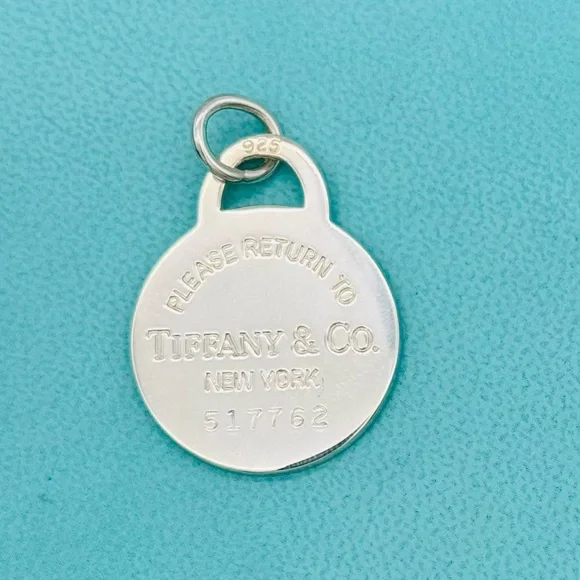 925
PLEASE RETURN TO
TIFFANY & CO.
NEW YORK
517762